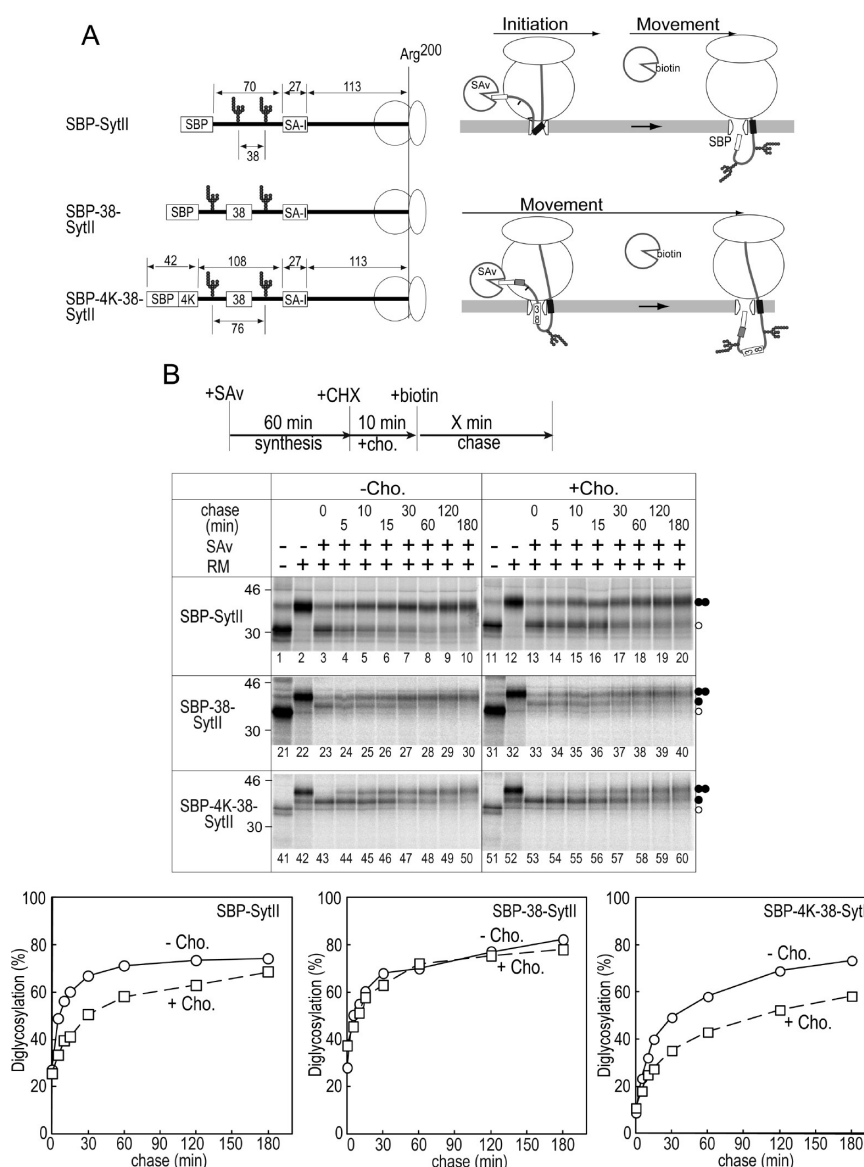 A
Arg200
70
27
113
SBP-SytII
SBP
SA-I
38
SBP-38-
SytII
SBP
38
SA-I
42
108
27
113
SBP-4K-38-
SytII
SBP
4K
38
SA-I
76
Initiation
Movement
SAv
biotin
SBP
Movement
SAv
biotin
38
38
B
+SAv
+CHX
+biotin
60 min
10 min
X min
synthesis
+cho.
chase
-Cho.
+Cho.
chase
(min)
0 10 30 120
5 15 60 180
0 10 30 120
5 15 60 180
SAv
- - + + + + + + + +
- - + + + + + + + +
RM
- + + + + + + + + +
- + + + + + + + + +
SBP-SytII
46
30
1 2 3 4 5 6 7 8 9 10
11 12 13 14 15 16 17 18 19 20
SBP-38-
SytII
46
30
21 22 23 24 25 26 27 28 29 30
31 32 33 34 35 36 37 38 39 40
SBP-4K-38-
SytII
46
30
41 42 43 44 45 46 47 48 49 50
51 52 53 54 55 56 57 58 59 60
SBP-SytII
- Cho.
+ Cho.
Diglycosylation (%)
100
80
60
40
20
0
0 30 60 90 120 150 180
chase (min)
SBP-38-SytII
- Cho.
+ Cho.
Diglycosylation (%)
100
80
60
40
20
0
0 30 60 90 120 150 180
chase (min)
SBP-4K-38-Syt
- Cho.
+ Cho.
Diglycosylation (%)
100
80
60
40
20
0
0 30 60 90 120 150 180
chase (min)